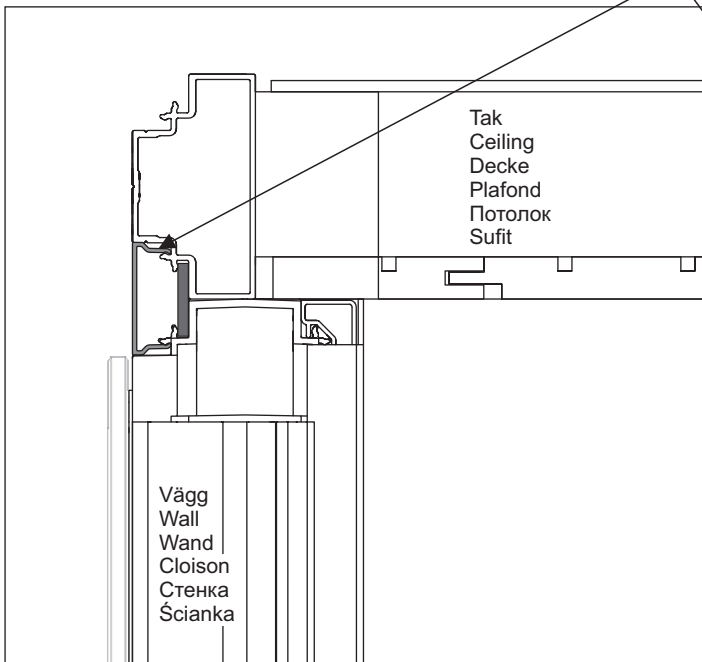 Tak
Ceiling
Decke
Plafond
Потолок
Sufit
Vägg
Wall
Wand
Cloison
Стенка
Ścianka